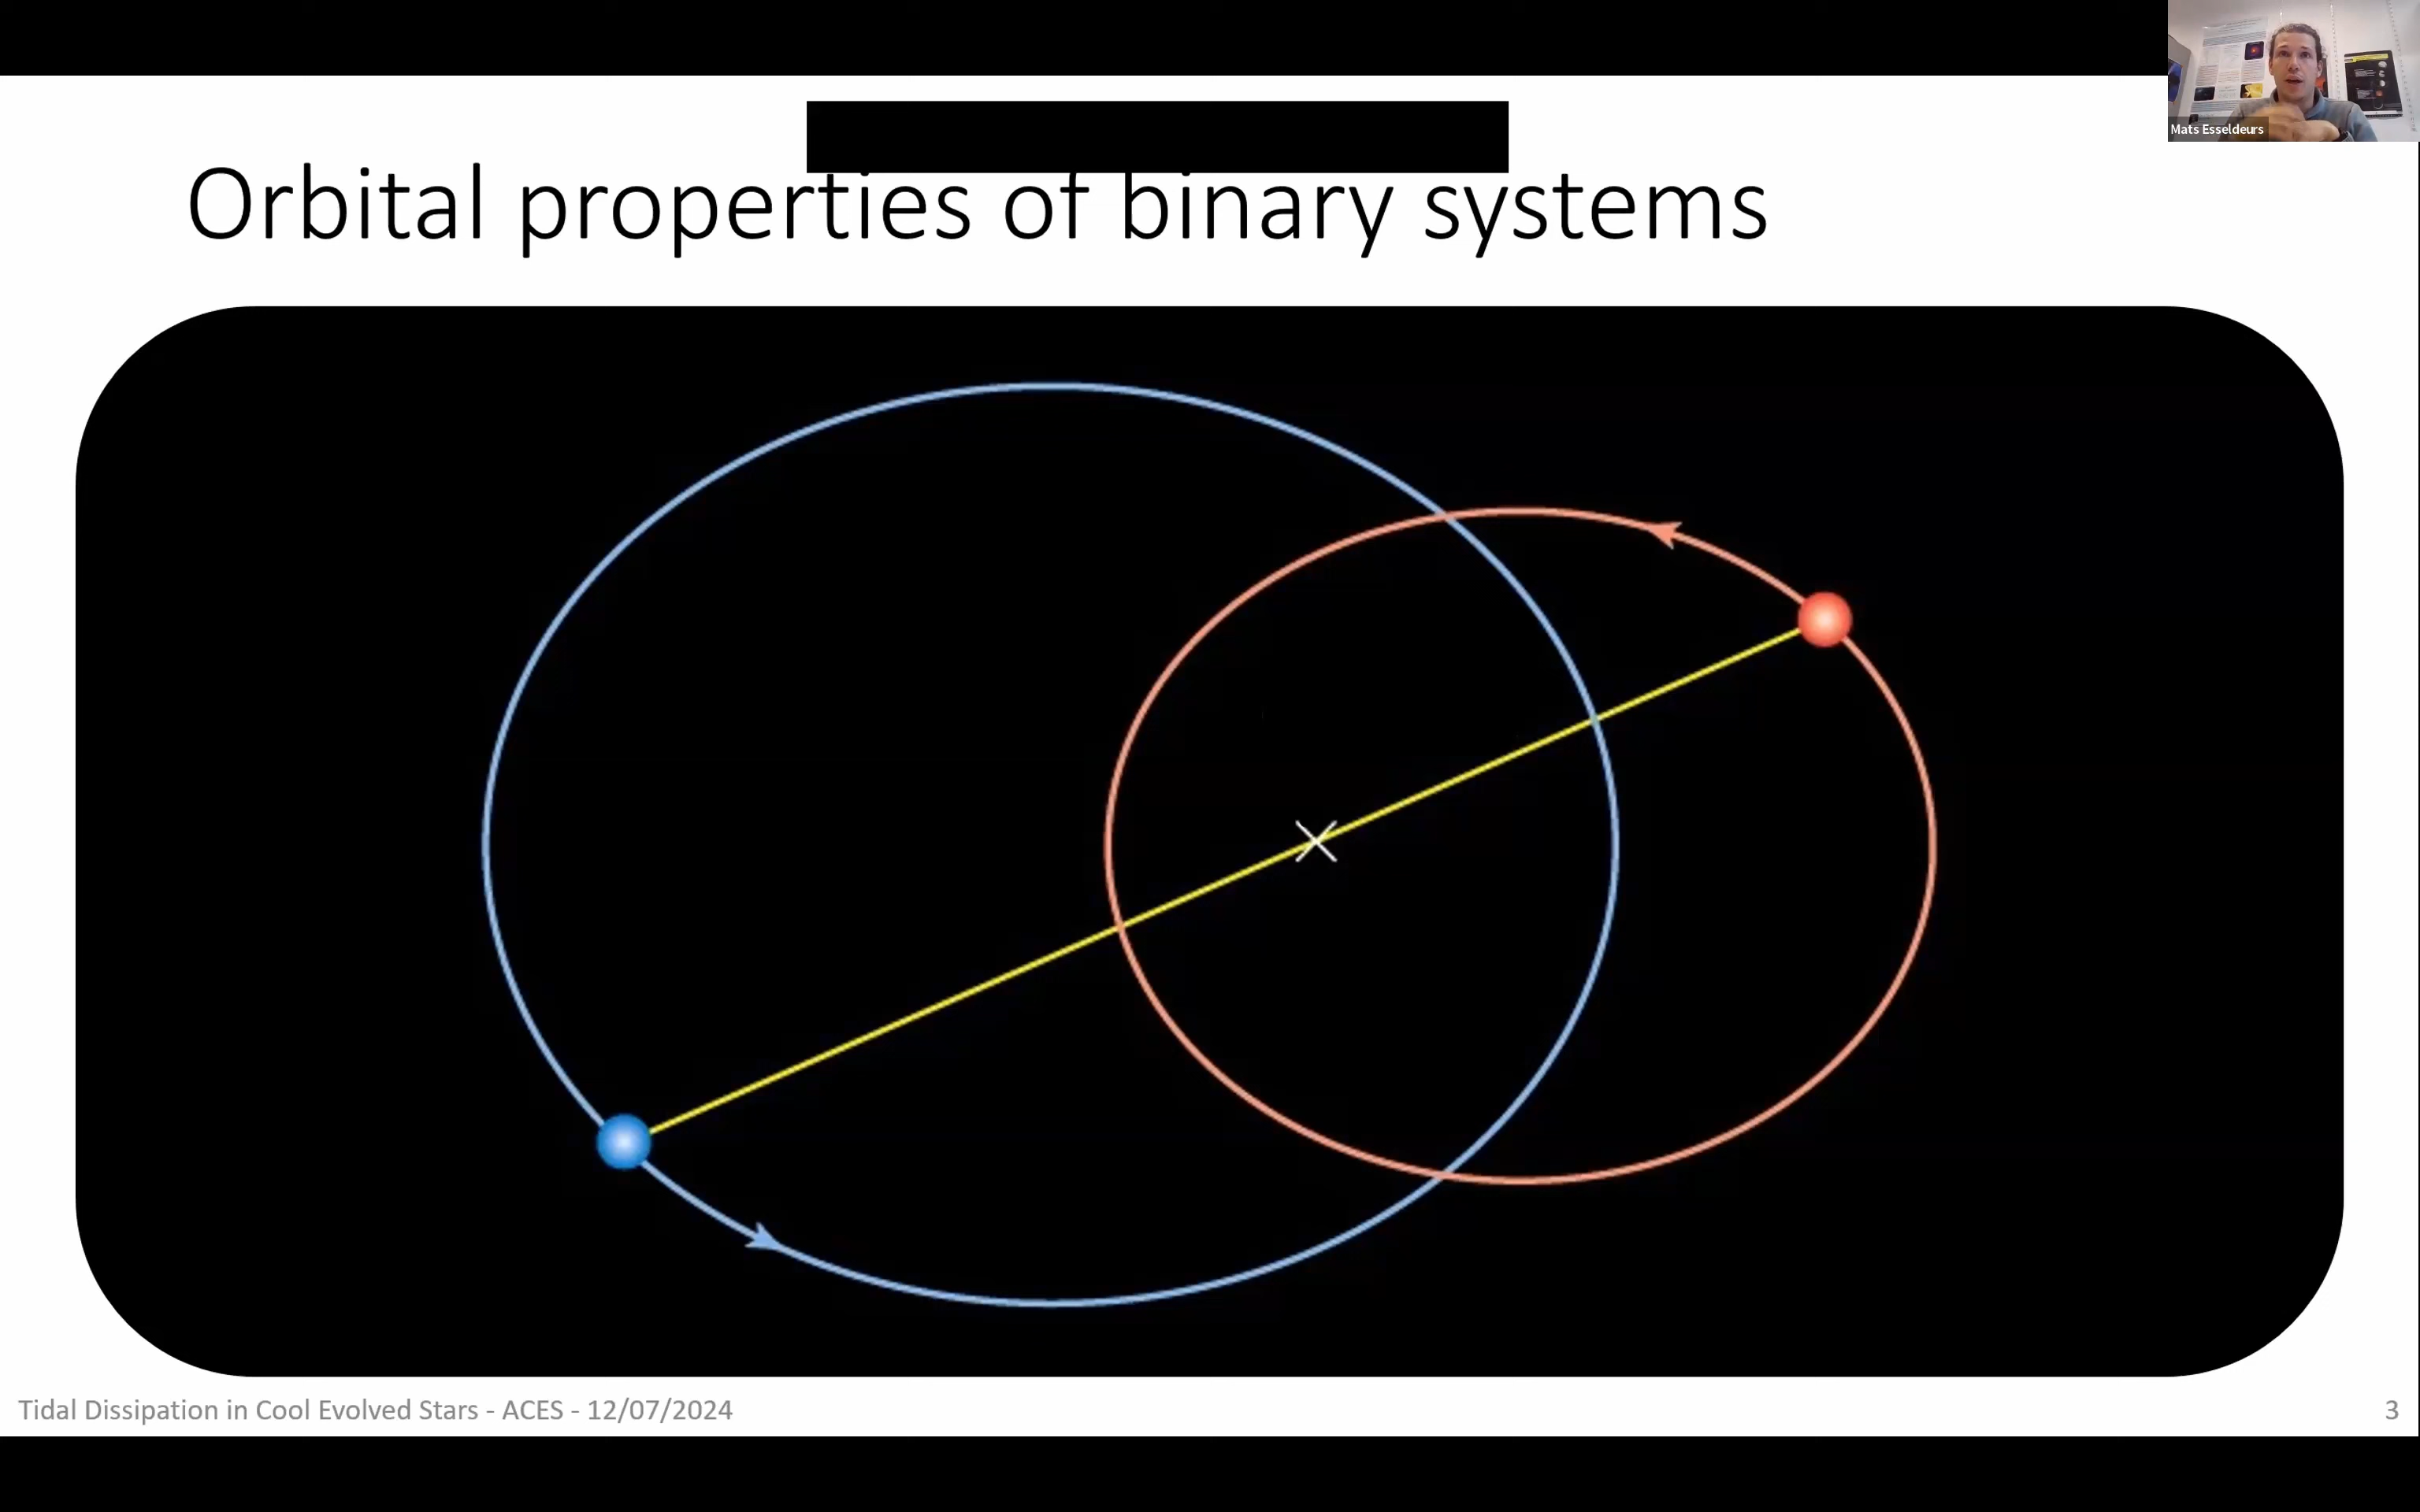 Mats Esseldeurs
Orbital properties of binary systems
Tidal Dissipation in Cool Evolved Stars - ACES - 12/07/2024
3